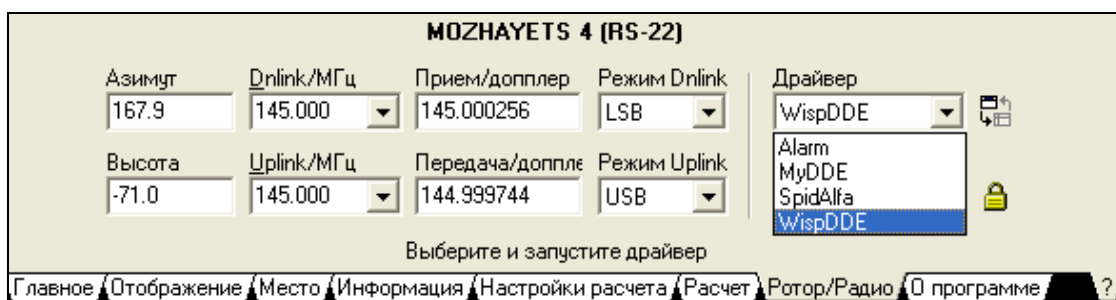 MOZHAYETS 4 (RS-22)
Азимут Dnlink/МГц Прием/допплер Режим Dnlink Драйвер
167.9 145.000 145.000256 LSB WispDDE
Alarm
Высота Uplink/МГц Передача/доппле Режим Uplink MyDDE
-71.0 145.000 144.999744 USB SpidAlfa
WispDDE
Выберите и запустите драйвер
Главное Отображение Место Информация Настройки расчета Расчет Ротор/Радио О программе ?